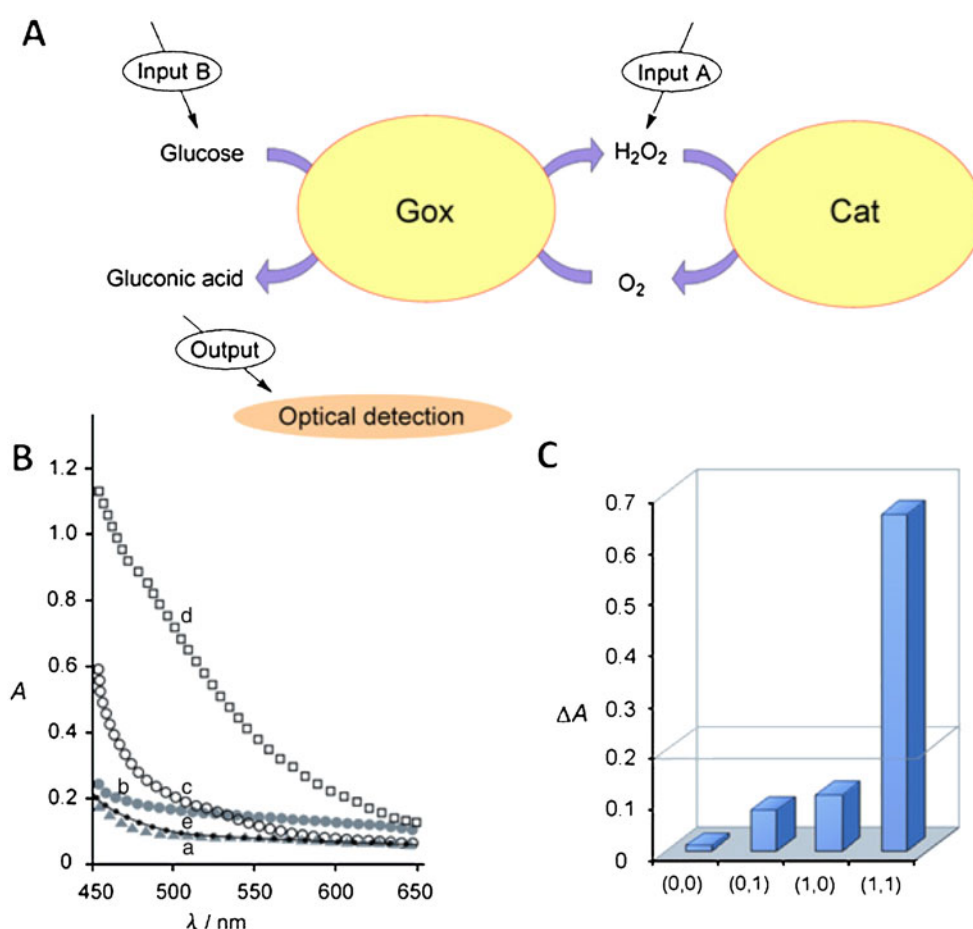 A
Input B
Input A
Glucose
H₂O₂
Gox
Cat
Gluconic acid
O₂
Output
Optical detection
B
1.2
1.0
0.8
0.6
0.4
0.2
0
A
d
b
c
e
a
450 500 550 600 650
λ / nm
C
0.7
0.6
0.5
0.4
0.3
0.2
0.1
0
ΔA
(0,0) (0,1) (1,0) (1,1)